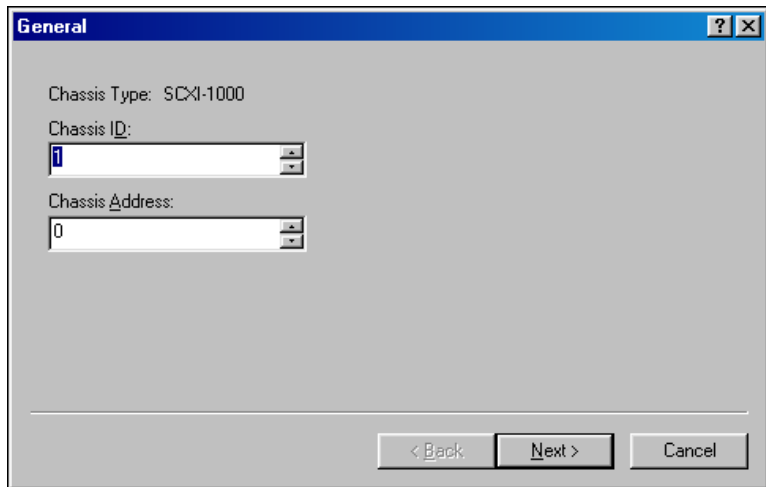 General
Chassis Type: SCXI-1000
Chassis ID:
1
Chassis Address:
0
< Back Next > Cancel